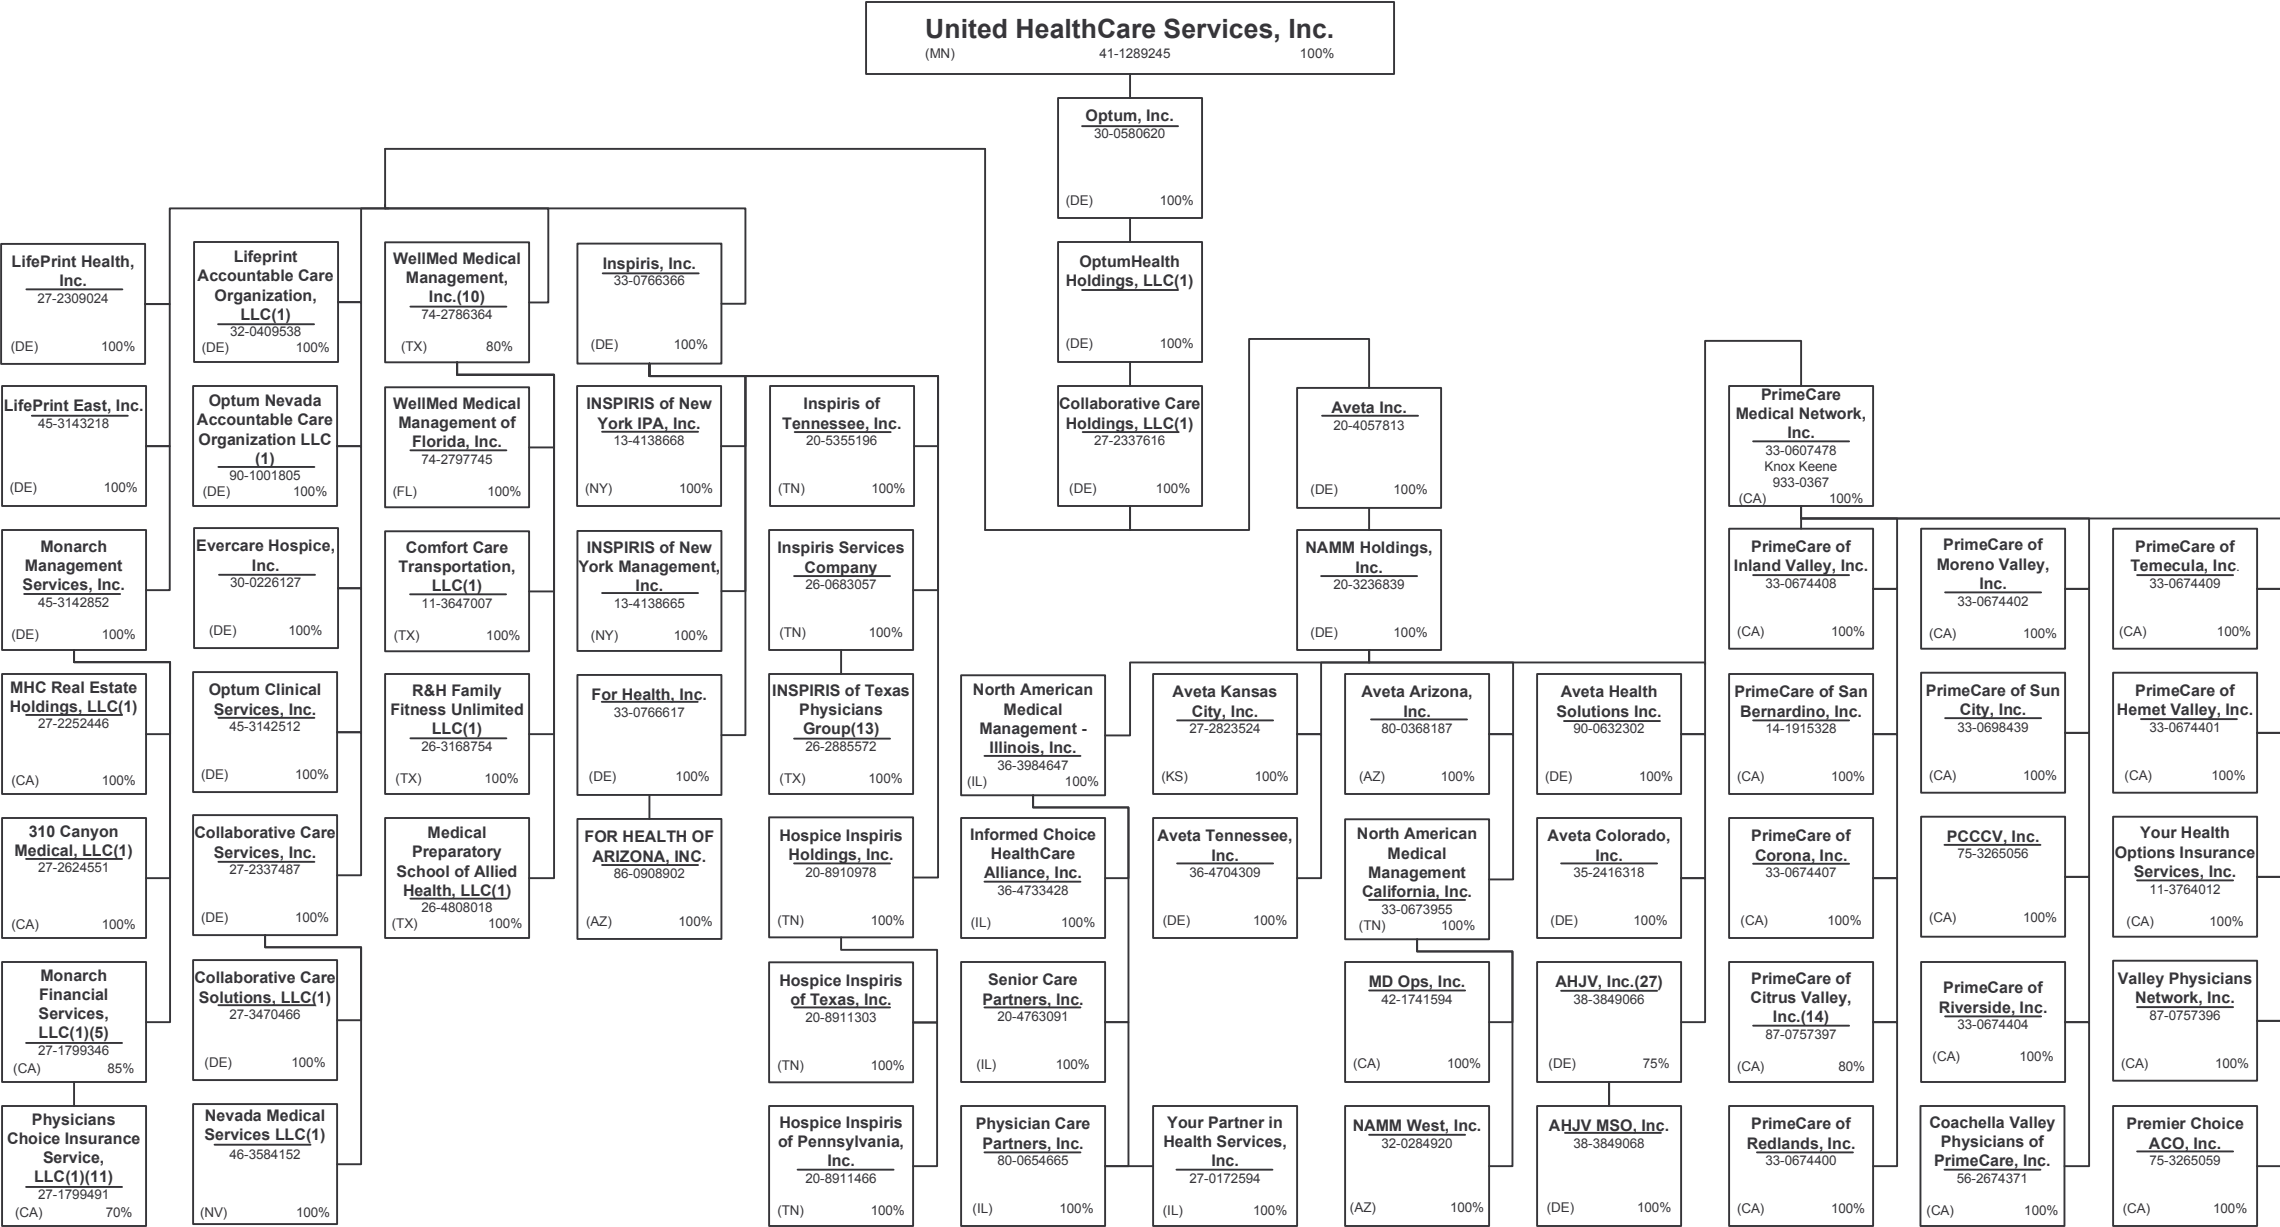 United HealthCare Services, Inc.
(MN) 41-1289245 100%
Optum, Inc.
30-0580620
(DE) 100%
OptumHealth
Holdings, LLC(1)
(DE) 100%
Collaborative Care
Holdings, LLC(1)
27-2337616
(DE) 100%
LifePrint Health,
Inc.
27-2309024
(DE) 100%
LifePrint East, Inc.
45-3143218
(DE) 100%
Monarch
Management
Services, Inc.
45-3142852
(DE) 100%
MHC Real Estate
Holdings, LLC(1)
27-2252446
(CA) 100%
310 Canyon
Medical, LLC(1)
27-2624551
(CA) 100%
Monarch
Financial
Services,
LLC(1)(5)
27-1799346
(CA) 85%
Physicians
Choice Insurance
Service,
LLC(1)(11)
27-1799491
(CA) 70%
Lifeprint
Accountable Care
Organization,
LLC(1)
32-0409538
(DE) 100%
Optum Nevada
Accountable Care
Organization LLC
(1)
90-1001805
(DE) 100%
Evercare Hospice,
Inc.
30-0226127
(DE) 100%
Optum Clinical
Services, Inc.
45-3142512
(DE) 100%
Collaborative Care
Services, Inc.
27-2337487
(DE) 100%
Collaborative Care
Solutions, LLC(1)
27-3470466
(DE) 100%
Nevada Medical
Services LLC(1)
46-3584152
(NV) 100%
WellMed Medical
Management,
Inc.(10)
74-2786364
(TX) 80%
WellMed Medical
Management of
Florida, Inc.
74-2797745
(FL) 100%
Comfort Care
Transportation,
LLC(1)
11-3647007
(TX) 100%
R&H Family
Fitness Unlimited
LLC(1)
26-3168754
(TX) 100%
Medical
Preparatory
School of Allied
Health, LLC(1)
26-4808018
(TX) 100%
Inspiris, Inc.
33-0766366
(DE) 100%
INSPIRIS of New
York IPA, Inc.
13-4138668
(NY) 100%
INSPIRIS of New
York Management,
Inc.
13-4138665
(NY) 100%
For Health, Inc.
33-0766617
(DE) 100%
FOR HEALTH OF
ARIZONA, INC.
86-0908902
(AZ) 100%
Inspiris of
Tennessee, Inc.
20-5355196
(TN) 100%
Inspiris Services
Company
26-0683057
(TN) 100%
INSPIRIS of Texas
Physicians
Group(13)
26-2885572
(TX) 100%
Hospice Inspiris
Holdings, Inc.
20-8910978
(TN) 100%
Hospice Inspiris
of Texas, Inc.
20-8911303
(TN) 100%
Hospice Inspiris
of Pennsylvania,
Inc.
20-8911466
(TN) 100%
Aveta Inc.
20-4057813
(DE) 100%
NAMM Holdings,
Inc.
20-3236839
(DE) 100%
North American
Medical
Management -
Illinois, Inc.
36-3984647
(IL) 100%
Informed Choice
HealthCare
Alliance, Inc.
36-4733428
(IL) 100%
Senior Care
Partners, Inc.
20-4763091
(IL) 100%
Physician Care
Partners, Inc.
80-0654665
(IL) 100%
Aveta Kansas
City, Inc.
27-2823524
(KS) 100%
Aveta Tennessee,
Inc.
36-4704309
(DE) 100%
Your Partner in
Health Services,
Inc.
27-0172594
(IL) 100%
Aveta Arizona,
Inc.
80-0368187
(AZ) 100%
North American
Medical
Management
California, Inc.
33-0673955
(TN) 100%
MD Ops, Inc.
42-1741594
(CA) 100%
NAMM West, Inc.
32-0284920
(AZ) 100%
Aveta Health
Solutions Inc.
90-0632302
(DE) 100%
Aveta Colorado,
Inc.
35-2416318
(DE) 100%
AHJV, Inc.(27)
38-3849066
(DE) 75%
AHJV MSO, Inc.
38-3849068
(DE) 100%
PrimeCare
Medical Network,
Inc.
33-0607478
Knox Keene
933-0367
(CA) 100%
PrimeCare of
Inland Valley, Inc.
33-0674408
(CA) 100%
PrimeCare of San
Bernardino, Inc.
14-1915328
(CA) 100%
PrimeCare of
Corona, Inc.
33-0674407
(CA) 100%
PrimeCare of
Citrus Valley,
Inc.(14)
87-0757397
(CA) 80%
PrimeCare of
Redlands, Inc.
33-0674400
(CA) 100%
PrimeCare of
Moreno Valley,
Inc.
33-0674402
(CA) 100%
PrimeCare of Sun
City, Inc.
33-0698439
(CA) 100%
PCCCV, Inc.
75-3265056
(CA) 100%
PrimeCare of
Riverside, Inc.
33-0674404
(CA) 100%
Coachella Valley
Physicians of
PrimeCare, Inc.
56-2674371
(CA) 100%
PrimeCare of
Temecula, Inc.
33-0674409
(CA) 100%
PrimeCare of
Hemet Valley, Inc.
33-0674401
(CA) 100%
Your Health
Options Insurance
Services, Inc.
11-3764012
(CA) 100%
Valley Physicians
Network, Inc.
87-0757396
(CA) 100%
Premier Choice
ACO, Inc.
75-3265059
(CA) 100%